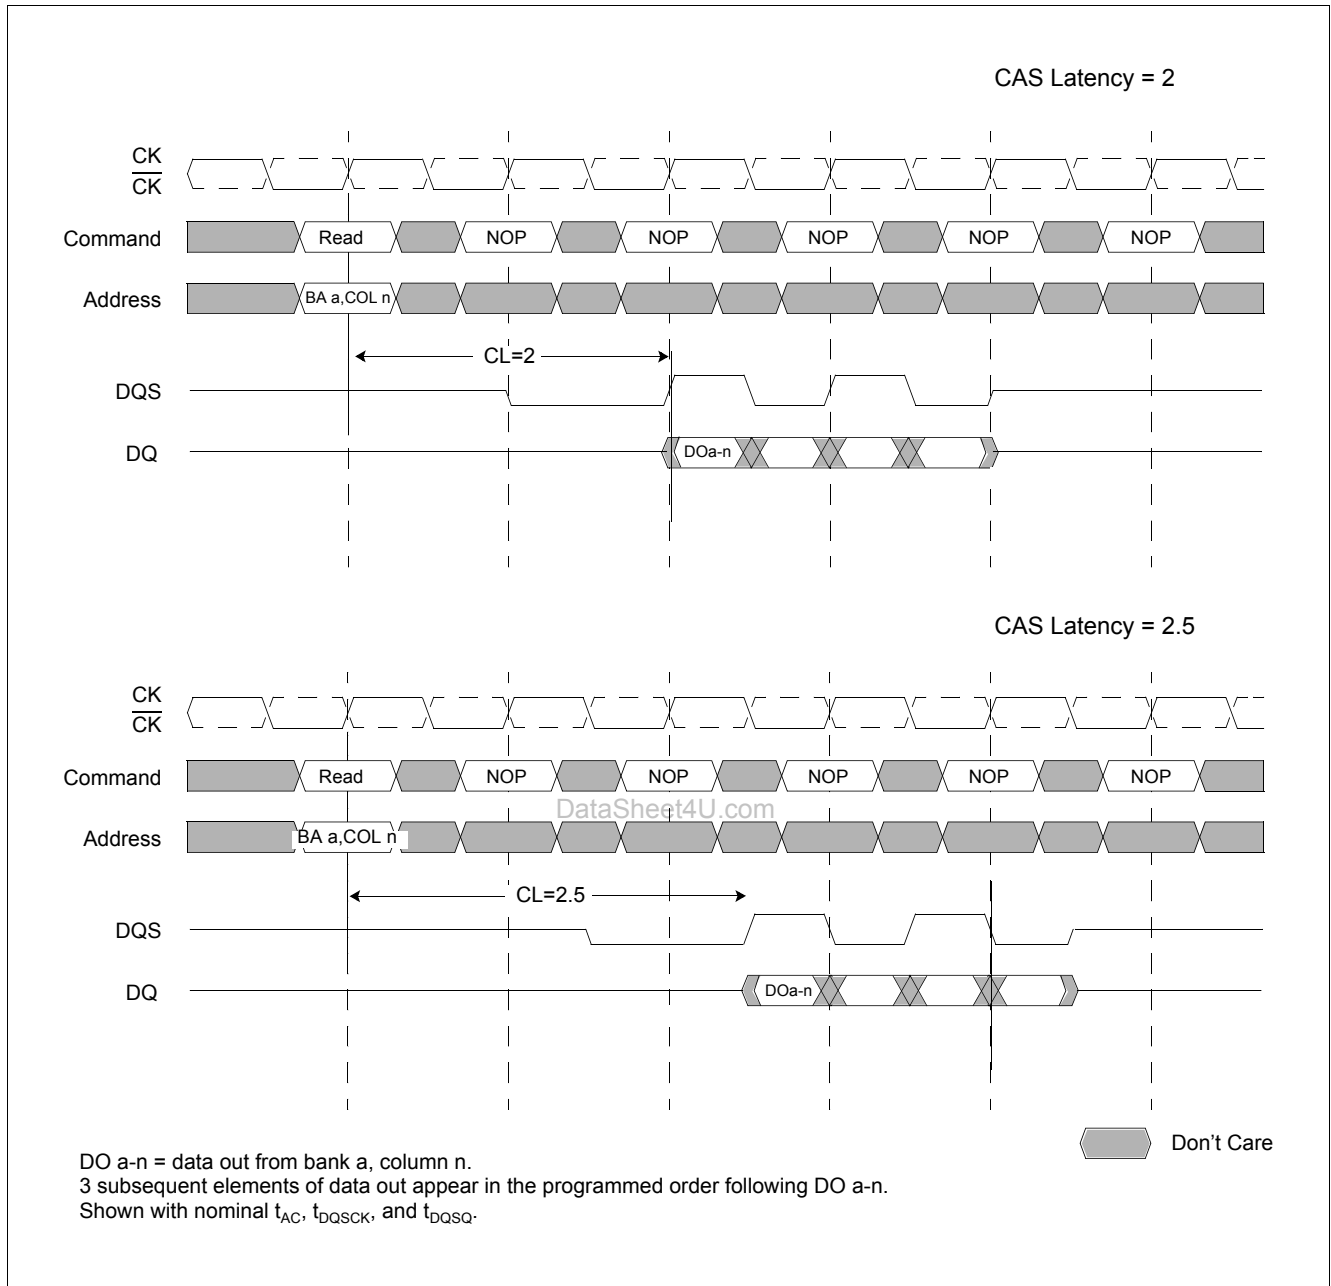 CAS Latency = 2
CK
CK
Command Read NOP NOP NOP NOP NOP
Address BA a,COL n
CL=2
DQS
DQ DOa-n
CAS Latency = 2.5
CK
CK
Command Read NOP NOP NOP NOP NOP
DataSheet4U.com
Address BA a,COL n
CL=2.5
DQS
DQ DOa-n
Don't Care
DO a-n = data out from bank a, column n.
3 subsequent elements of data out appear in the programmed order following DO a-n.
Shown with nominal tAC, tDQSCK, and tDQSQ.